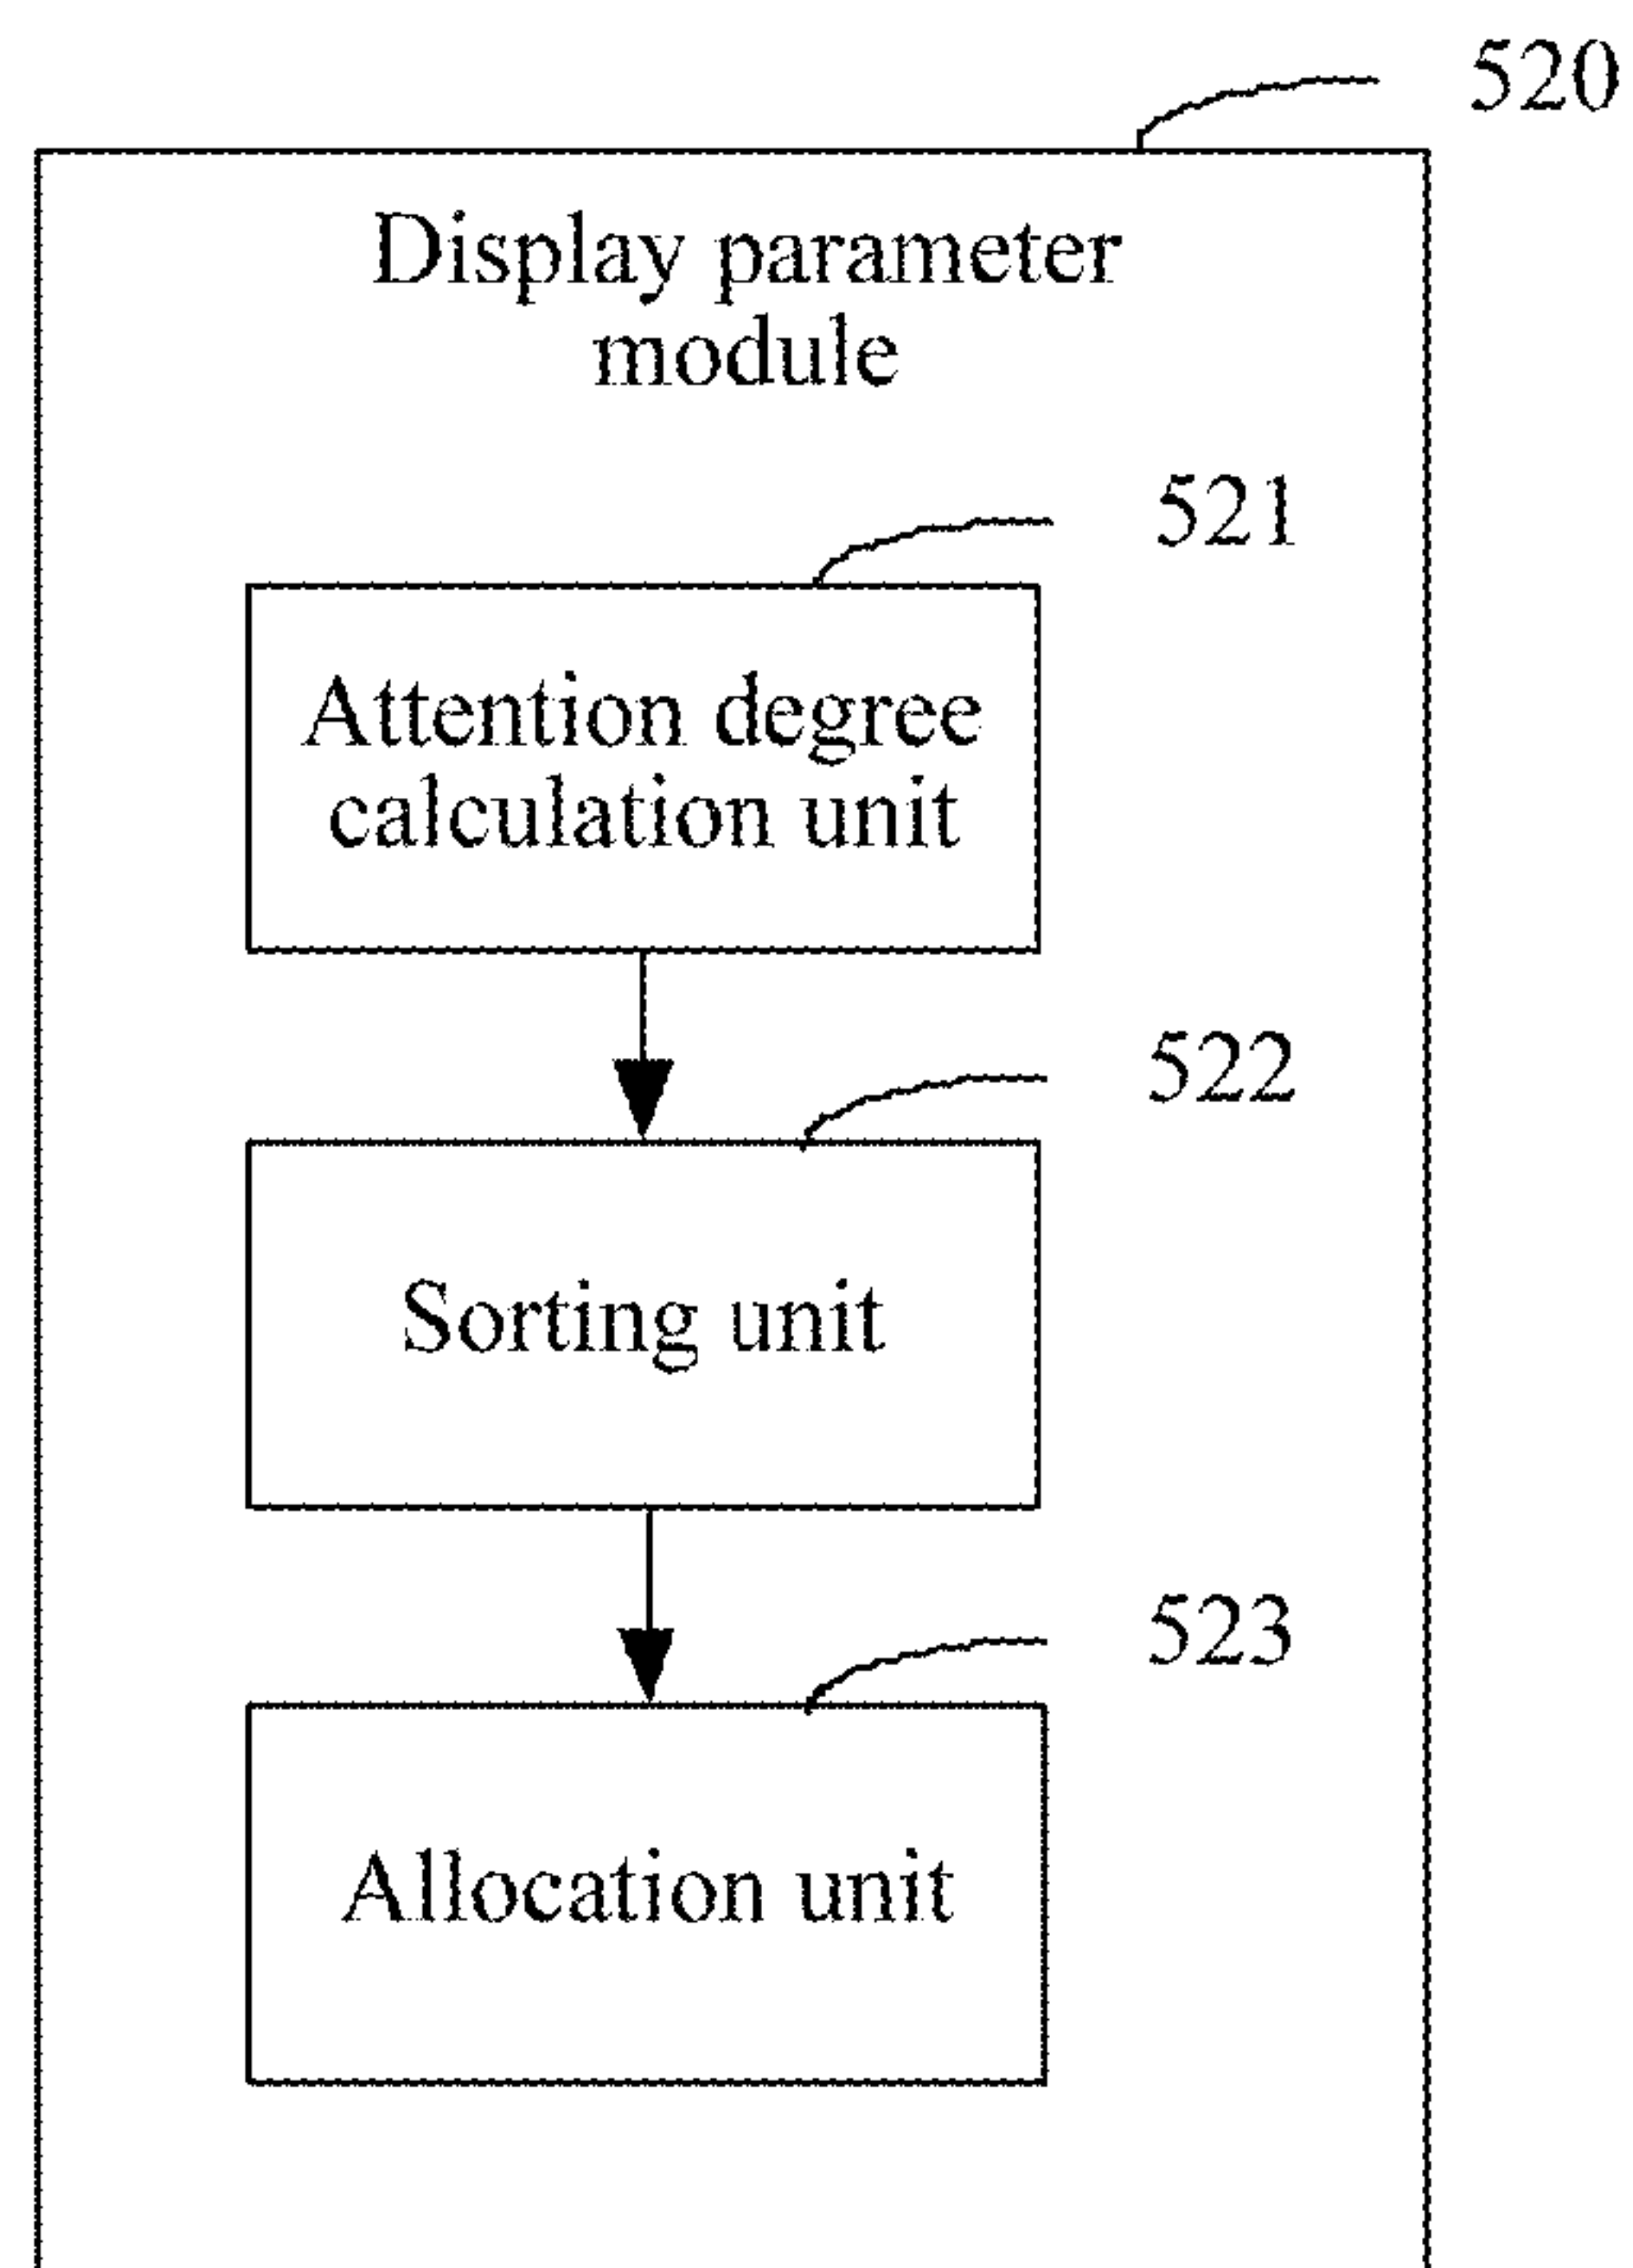 520
Display parameter
module
521
Attention degree
calculation unit
522
Sorting unit
523
Allocation unit